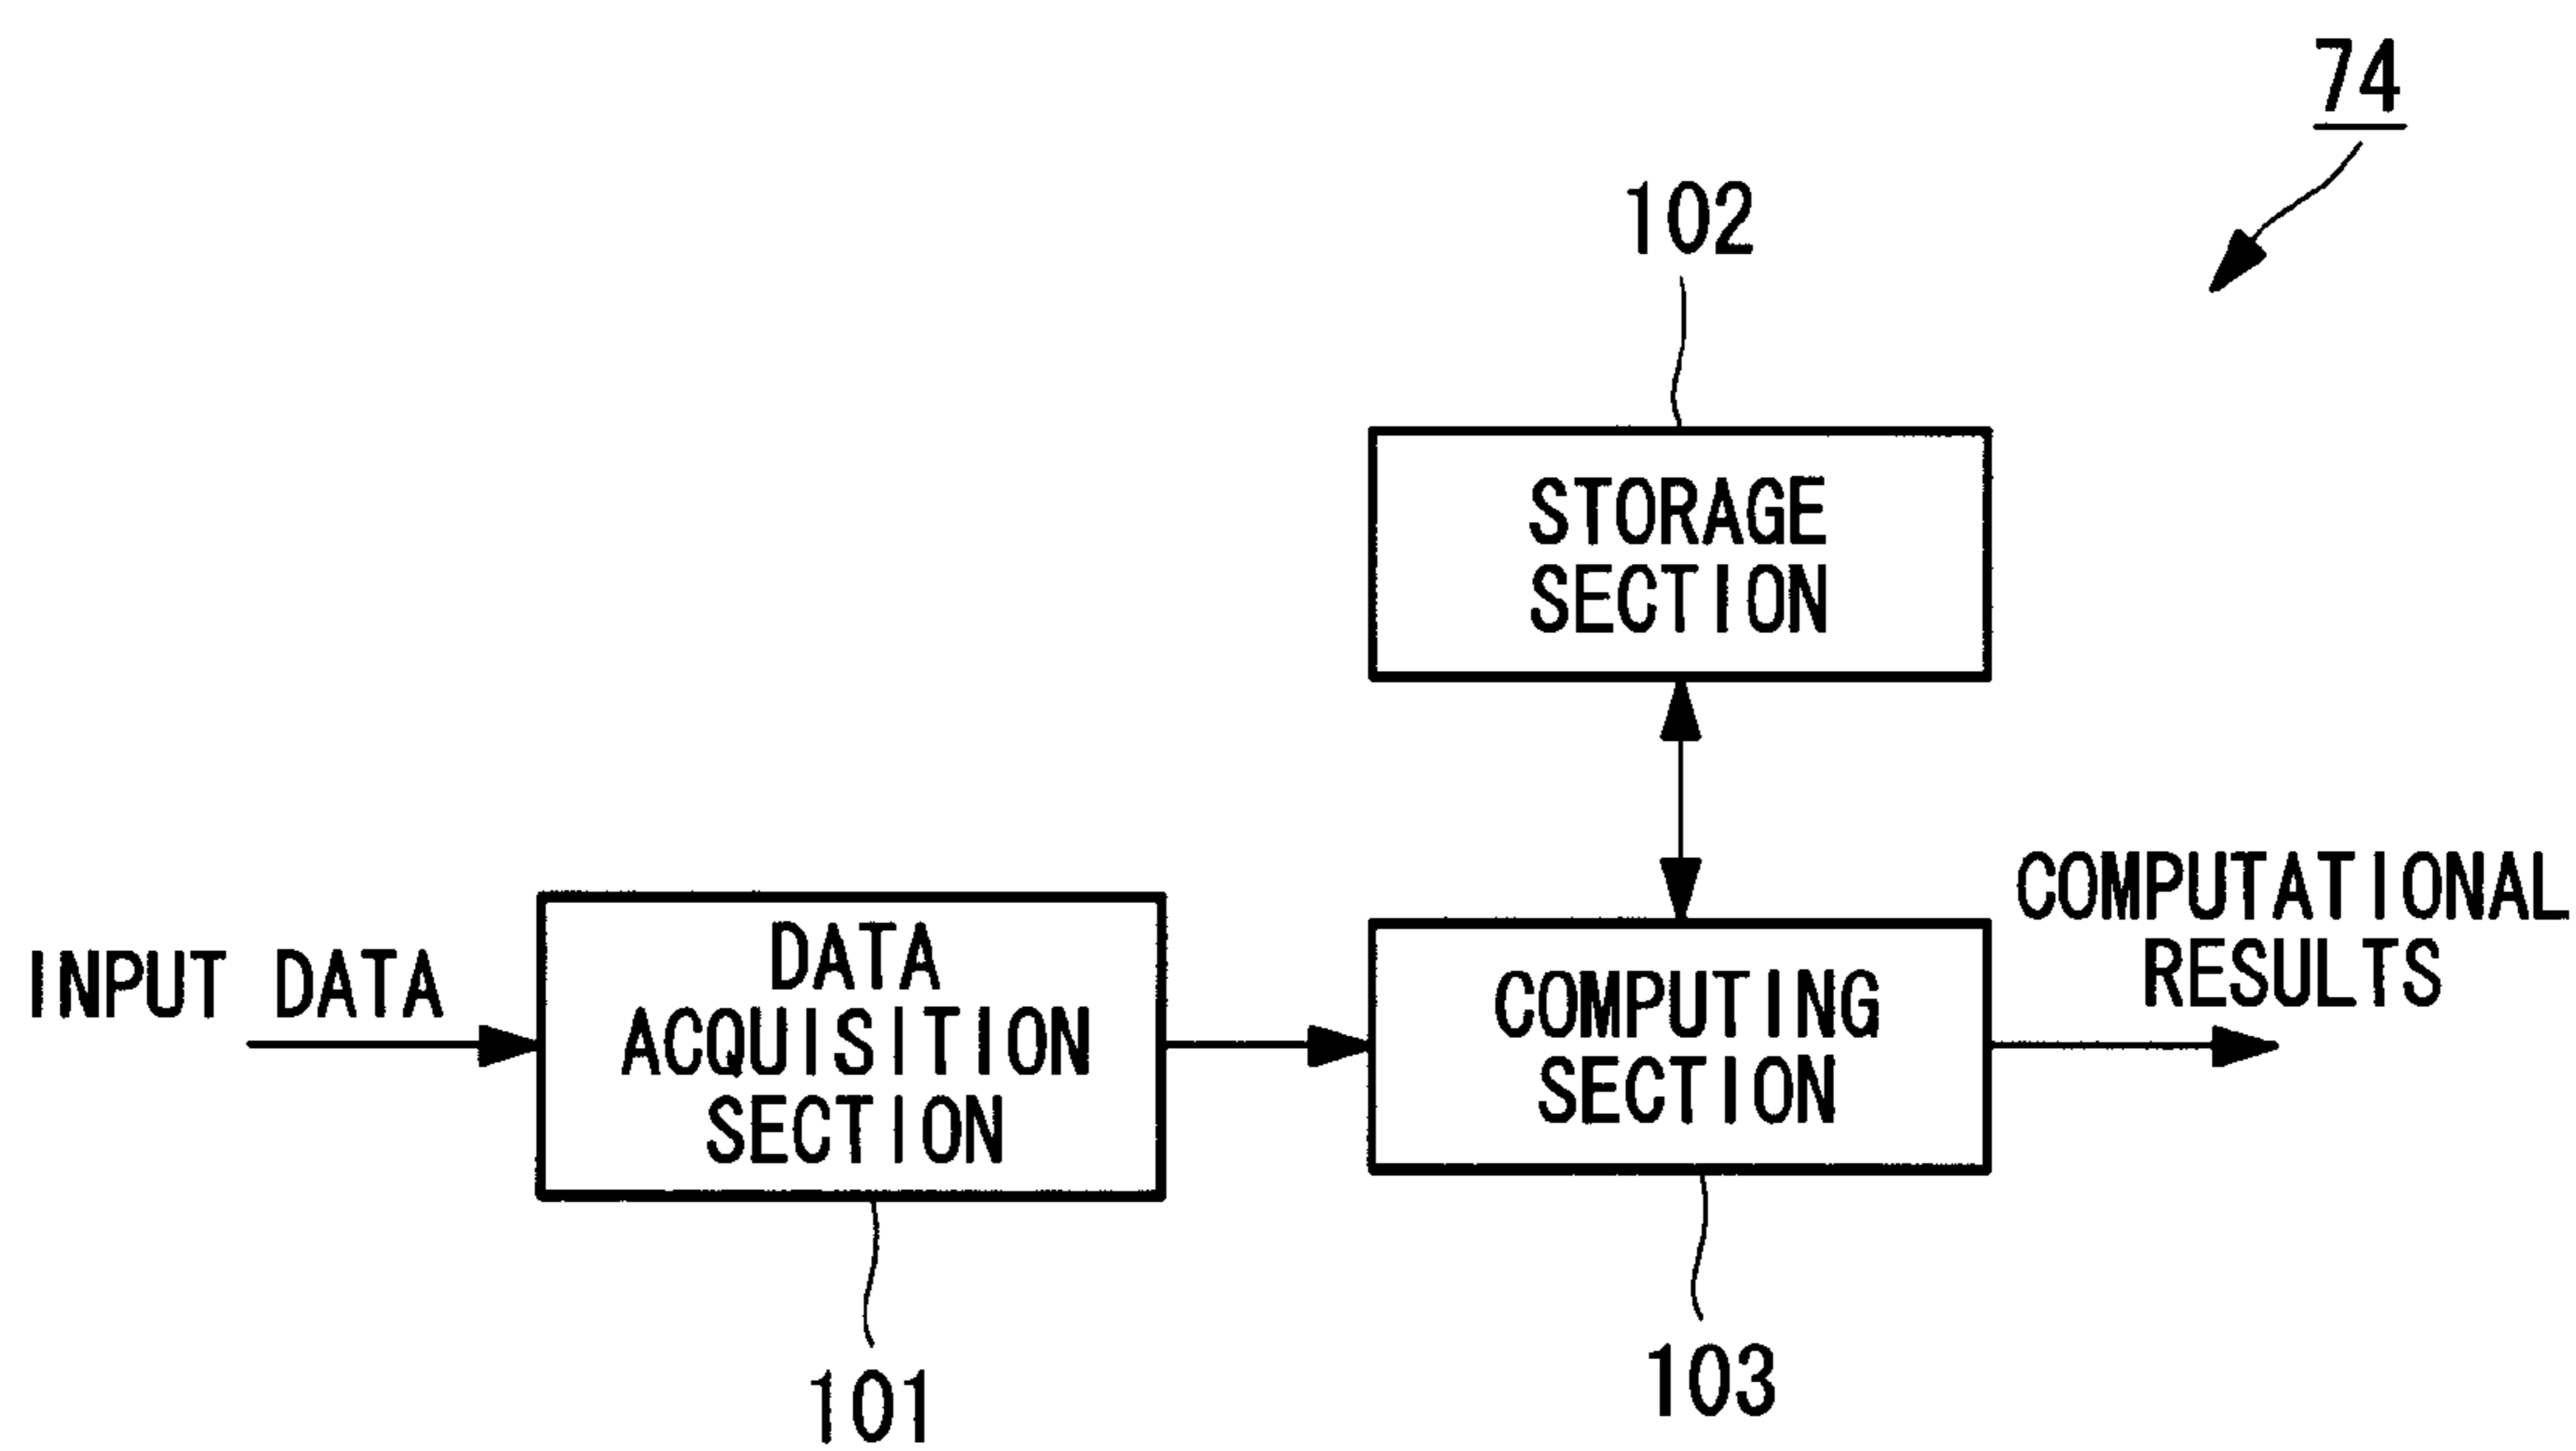 74
102
STORAGE
SECTION
INPUT DATA
DATA
ACQUISITION
SECTION
COMPUTING
SECTION
COMPUTATIONAL
RESULTS
101
103